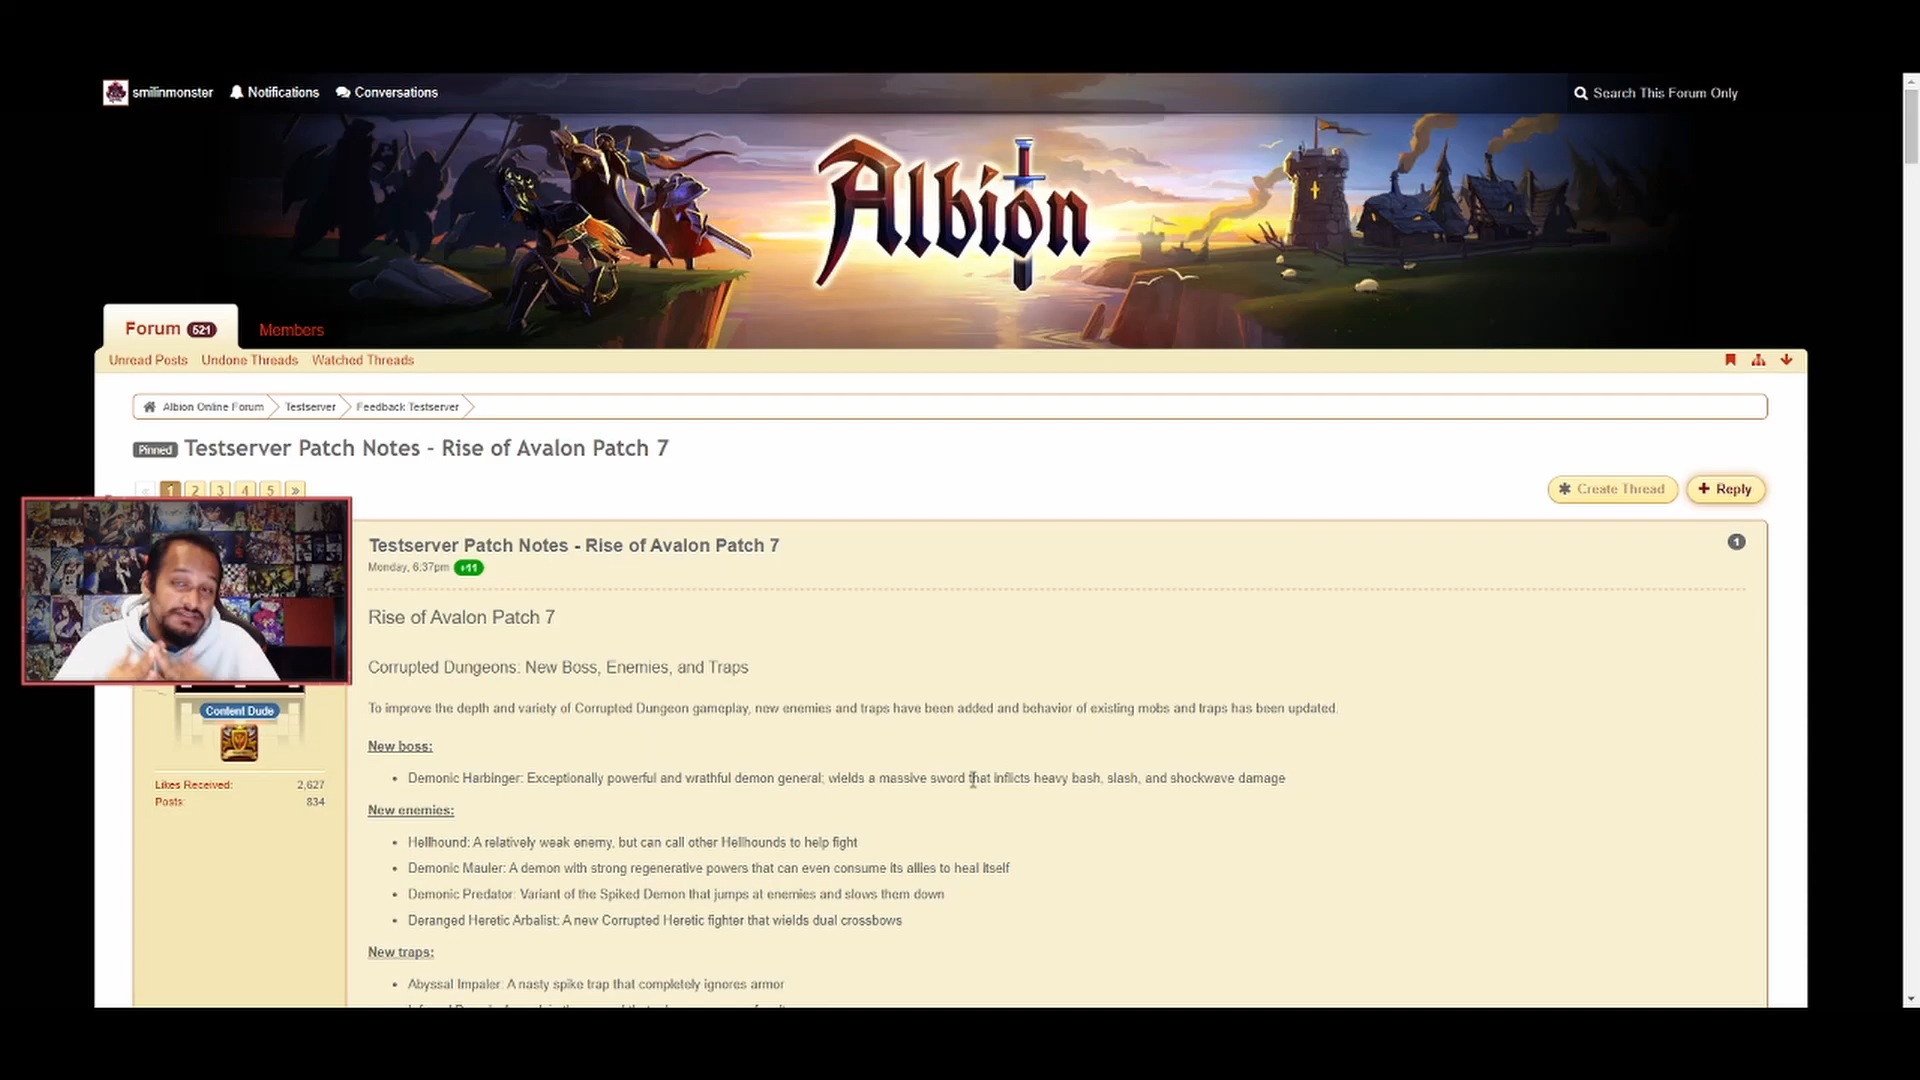 smilinmonster Notifications Conversations
Search This Forum Only
Albion
Forum 521 Members
Unread Posts Undone Threads Watched Threads
Albion Online Forum Testserver Feedback Testserver
Pinned Testserver Patch Notes - Rise of Avalon Patch 7
« 1 2 3 4 5 »
Create Thread + Reply
Testserver Patch Notes - Rise of Avalon Patch 7
1
Monday, 6:37pm +11
Rise of Avalon Patch 7
Corrupted Dungeons: New Boss, Enemies, and Traps
To improve the depth and variety of Corrupted Dungeon gameplay, new enemies and traps have been added and behavior of existing mobs and traps has been updated.
New boss:
• Demonic Harbinger: Exceptionally powerful and wrathful demon general; wields a massive sword that inflicts heavy bash, slash, and shockwave damage
New enemies:
• Hellhound: A relatively weak enemy, but can call other Hellhounds to help fight
• Demonic Mauler: A demon with strong regenerative powers that can even consume its allies to heal itself
• Demonic Predator: Variant of the Spiked Demon that jumps at enemies and slows them down
• Deranged Heretic Arbalist: A new Corrupted Heretic fighter that wields dual crossbows
New traps:
• Abyssal Impaler: A nasty spike trap that completely ignores armor
Content Dude
Likes Received: 2,627
Posts: 834